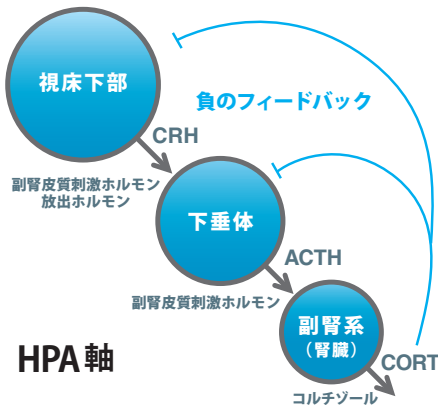 視床下部
負のフィードバック
CRH
副腎皮質刺激ホルモン
放出ホルモン
下垂体
ACTH
副腎皮質刺激ホルモン
副腎系
（腎臓）
HPA軸
CORT
コルチゾール